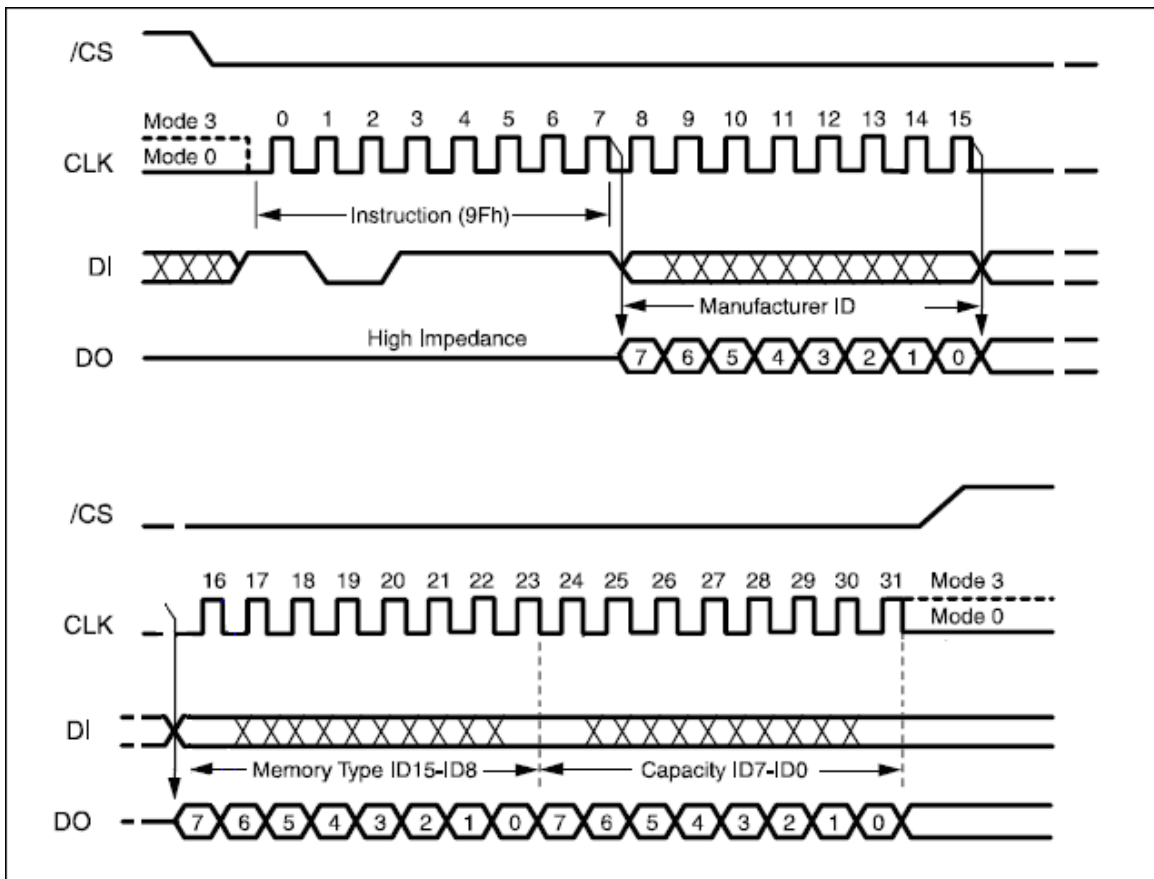 /CS
0 1 2 3 4 5 6 7 8 9 10 11 12 13 14 15
Mode 3
Mode 0
CLK
Instruction (9Fh)
DI
Manufacturer ID
High Impedance
DO
7 6 5 4 3 2 1 0
/CS
16 17 18 19 20 21 22 23 24 25 26 27 28 29 30 31
Mode 3
Mode 0
CLK
DI
Memory Type ID15-ID8
Capacity ID7-ID0
DO
7 6 5 4 3 2 1 0 7 6 5 4 3 2 1 0